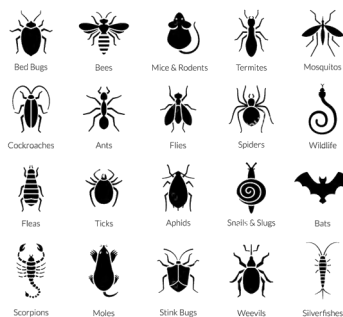 Bed Bugs
Bees
Mice & Rodents
Termites
Mosquitos
Cockroaches
Ants
Flies
Spiders
Wildlife
Fleas
Ticks
Aphids
Snails & Slugs
Bats
Scorpions
Moles
Stink Bugs
Weevils
Silverfishes